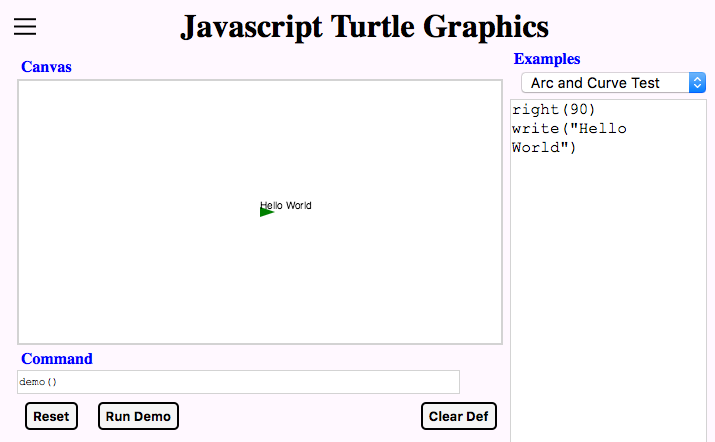 Javascript Turtle Graphics
Canvas
Hello World
Examples
Arc and Curve Test
right(90)
write("Hello
World")
Command
demo()
Reset
Run Demo
Clear Def